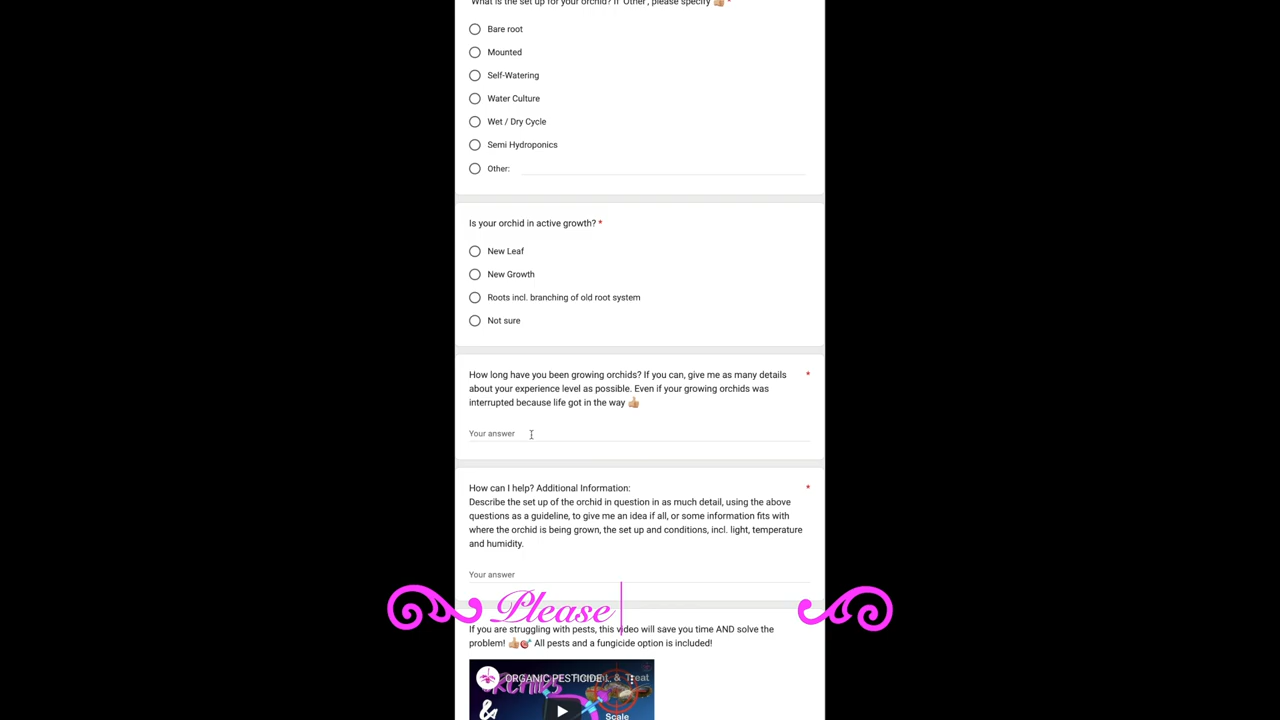 What is the set up for your orchid? If 'Other', please specify 👍🏼 *
Bare root
Mounted
Self-Watering
Water Culture
Wet / Dry Cycle
Semi Hydroponics
Other:
Is your orchid in active growth? *
New Leaf
New Growth
Roots incl. branching of old root system
Not sure
How long have you been growing orchids? If you can, give me as many details *
about your experience level as possible. Even if your growing orchids was
interrupted because life got in the way 👍🏼
Your answer
How can I help? Additional Information: *
Describe the set up of the orchid in question in as much detail, using the above
questions as a guideline, to give me an idea if all, or some information fits with
where the orchid is being grown, the set up and conditions, incl. light, temperature
and humidity.
Your answer
Please
If you are struggling with pests, this video will save you time AND solve the
problem! 👍🏼🎯 All pests and a fungicide option is included!
ORGANIC PESTICIDE
& Treat
ORCHIDS
&
Scale